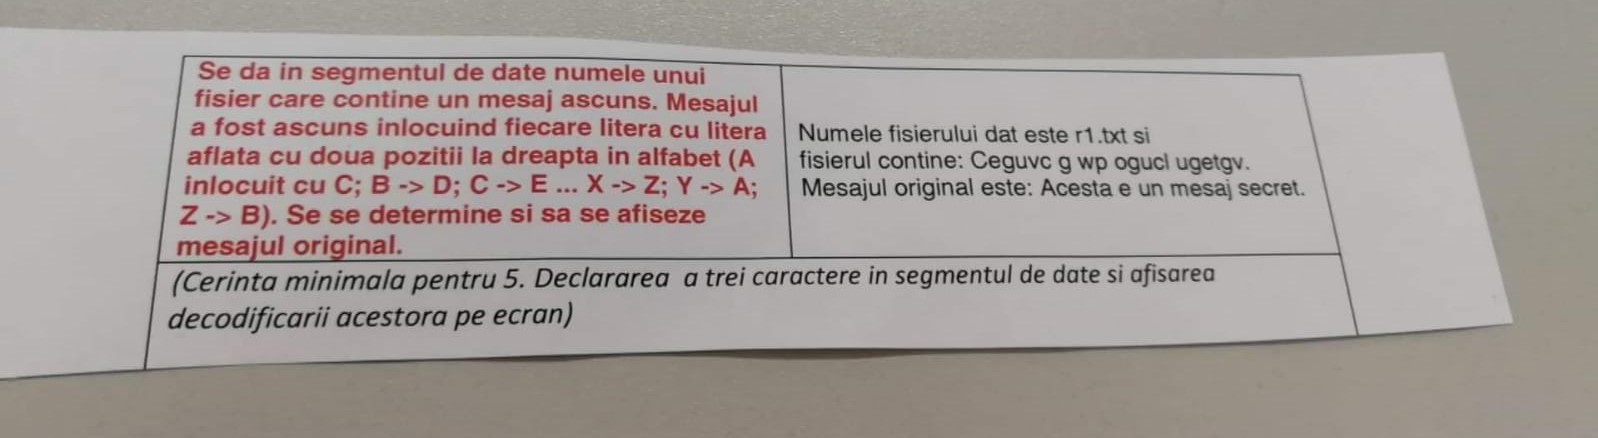 Se da in segmentul de date numele unui
fisier care contine un mesaj ascuns. Mesajul
a fost ascuns inlocuind fiecare litera cu litera
aflata cu doua pozitii la dreapta in alfabet (A
inlocuit cu C; B -> D; C -> E ... X -> Z; Y -> A;
Z -> B). Se se determine si sa se afiseze
mesajul original.
Numele fisierului dat este r1.txt si
fisierul contine: Ceguvc g wp ogucl ugetgv.
Mesajul original este: Acesta e un mesaj secret.
(Cerinta minimala pentru 5. Declararea a trei caractere in segmentul de date si afisarea
decodificarii acestora pe ecran)